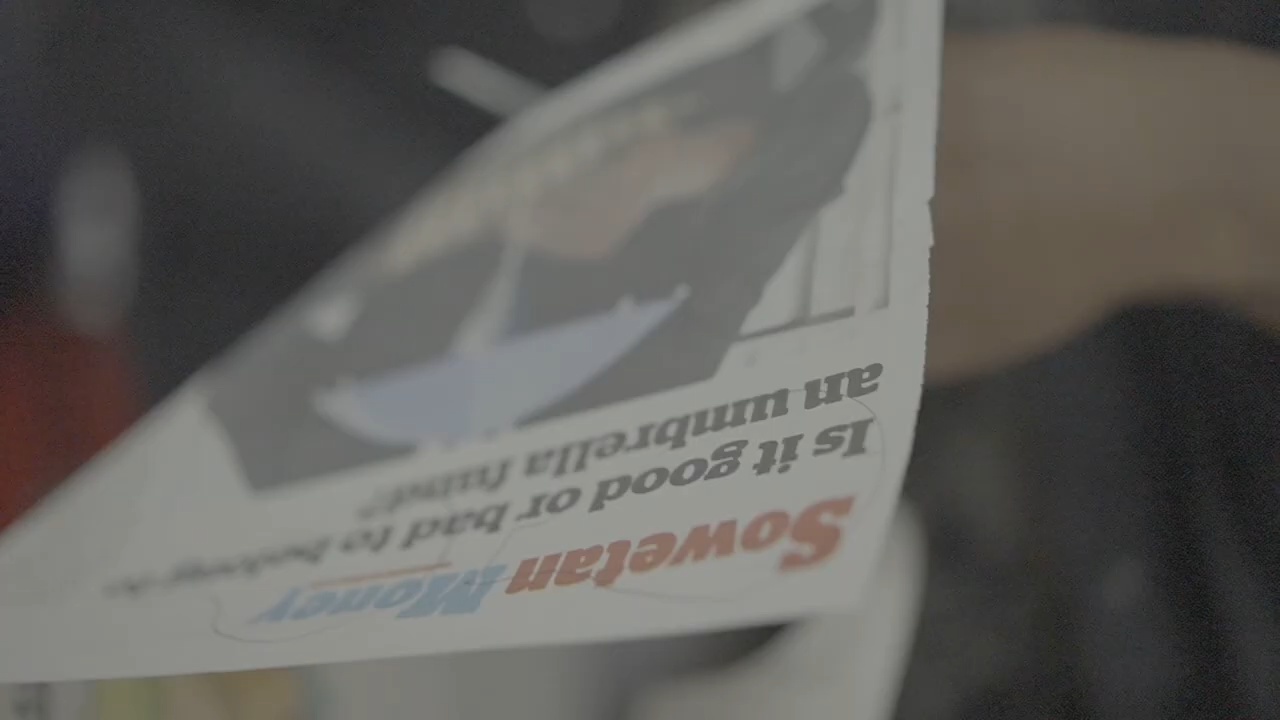 Sowetan Money
Is it good or bad to belong to
an umbrella fund?